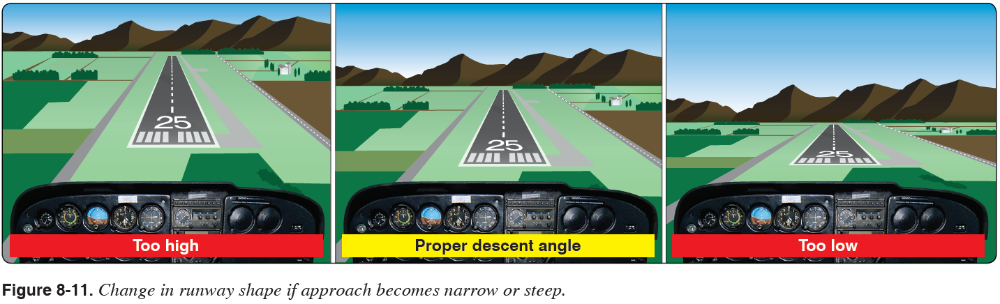 25
25
25
Too high
Proper descent angle
Too low
Figure 8-11. Change in runway shape if approach becomes narrow or steep.